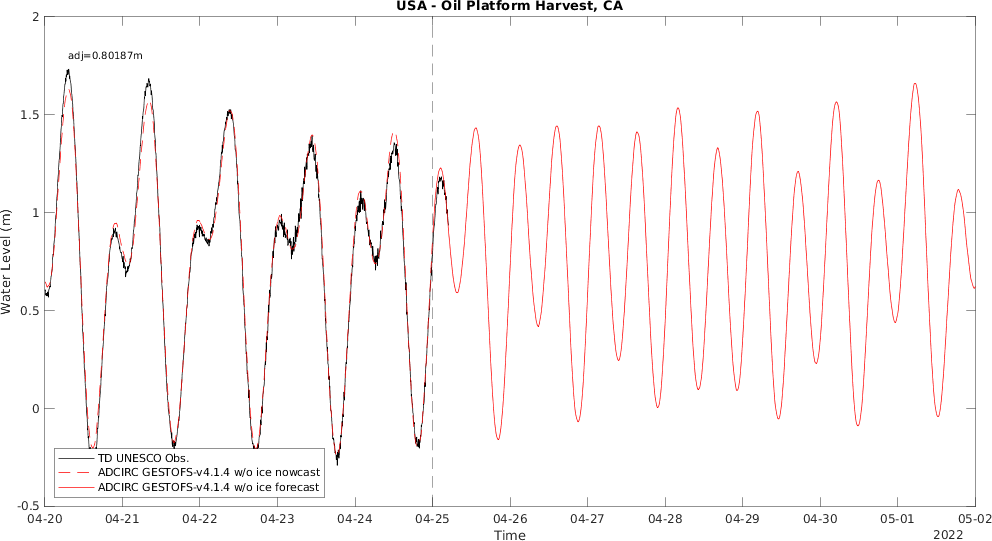 USA - Oil Platform Harvest, CA
adj=0.80187m
2
1.5
1
0.5
0
-0.5
Water Level (m)
TD UNESCO Obs.
ADCIRC GESTOFS-v4.1.4 w/o ice nowcast
ADCIRC GESTOFS-v4.1.4 w/o ice forecast
04-20 04-21 04-22 04-23 04-24 04-25 04-26 04-27 04-28 04-29 04-30 05-01 05-02
Time
2022